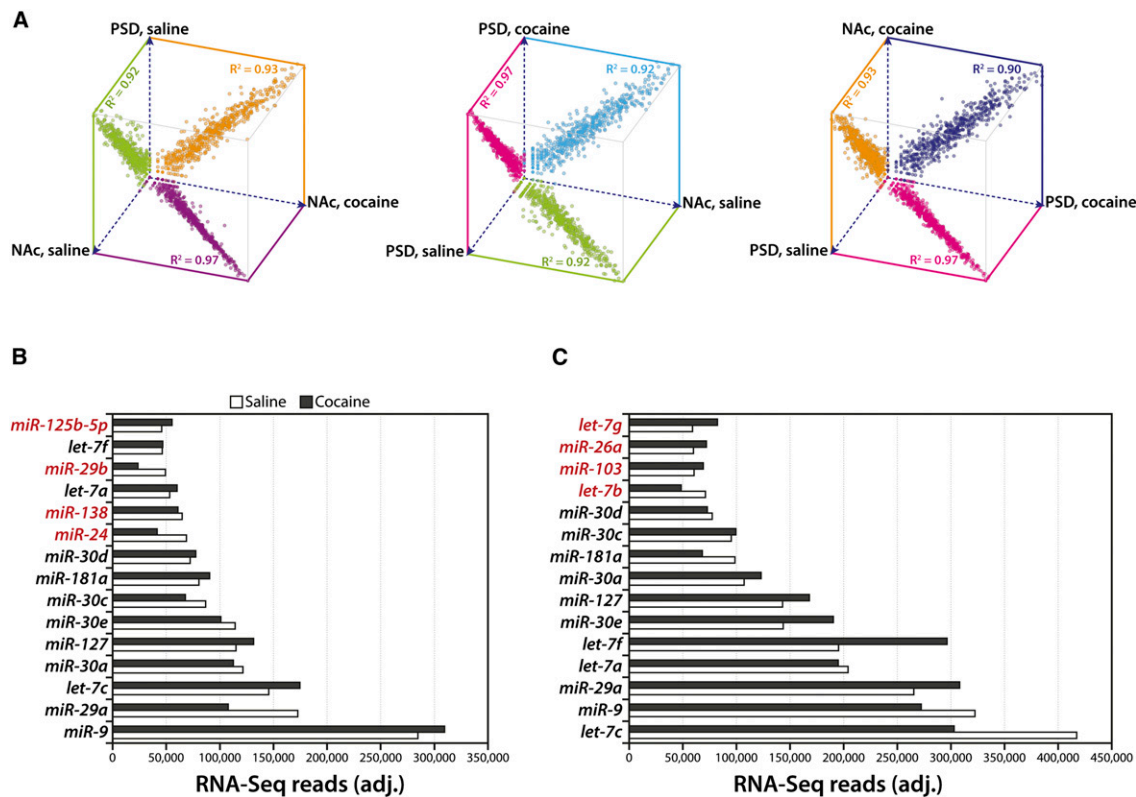 A
PSD, saline
R² = 0.92
R² = 0.93
NAc, cocaine
NAc, saline
R² = 0.97
PSD, cocaine
R² = 0.97
R² = 0.92
NAc, saline
PSD, saline
R² = 0.92
NAc, cocaine
R² = 0.93
R² = 0.90
PSD, cocaine
PSD, saline
R² = 0.97
B
Saline Cocaine
miR-125b-5p
let-7f
miR-29b
let-7a
miR-138
miR-24
miR-30d
miR-181a
miR-30c
miR-30e
miR-127
miR-30a
let-7c
miR-29a
miR-9
0 50,000 100,000 150,000 200,000 250,000 300,000 350,000
RNA-Seq reads (adj.)
C
let-7g
miR-26a
miR-103
let-7b
miR-30d
miR-30c
miR-181a
miR-30a
miR-127
miR-30e
let-7f
let-7a
miR-29a
miR-9
let-7c
0 50,000 100,000 150,000 200,000 250,000 300,000 350,000 400,000 450,000
RNA-Seq reads (adj.)